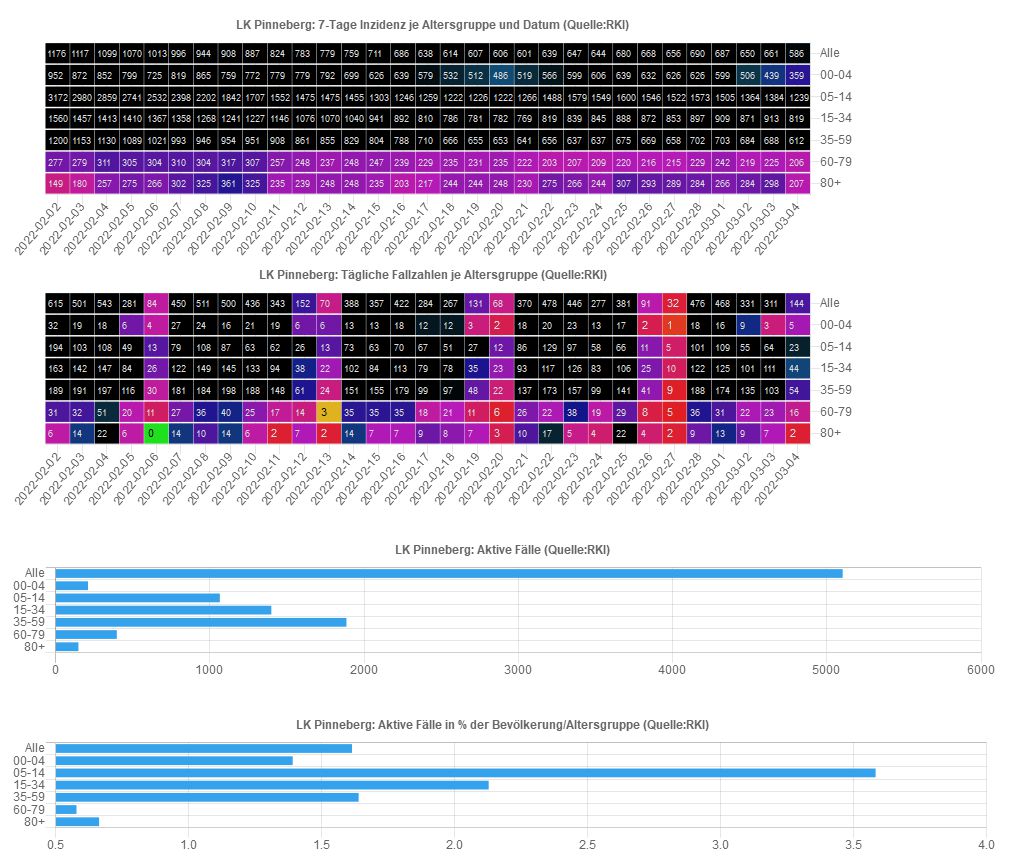 LK Pinneberg: 7-Tage Inzidenz je Altersgruppe und Datum (Quelle:RKI)
1176 1117 1099 1070 1013 996 944 908 887 824 783 779 759 711 686 638 614 607 606 601 639 647 644 680 668 656 690 687 650 661 586 Alle
952 872 852 799 725 819 865 759 772 779 779 792 699 626 639 579 532 512 486 519 566 599 606 639 632 626 626 599 506 439 359 00-04
3172 2980 2859 2741 2532 2398 2202 1842 1707 1552 1475 1475 1455 1303 1246 1259 1222 1226 1222 1266 1488 1579 1549 1600 1546 1522 1573 1505 1364 1384 1239 05-14
1560 1457 1413 1410 1367 1358 1268 1241 1227 1146 1076 1070 1040 941 892 810 786 781 782 769 819 839 845 888 872 853 897 909 871 913 819 15-34
1200 1153 1130 1089 1021 993 946 954 951 908 861 855 829 804 788 710 666 655 653 641 656 637 637 675 668 659 709 703 684 688 612 35-59
277 279 311 305 304 310 304 317 307 257 248 237 248 247 239 229 235 231 235 222 203 207 209 220 216 215 229 242 219 225 206 60-79
149 180 257 275 266 302 325 361 325 235 239 248 248 235 203 217 244 244 248 230 275 266 244 307 293 289 284 266 284 298 207 80+
2022-02-02 2022-02-03 2022-02-04 2022-02-05 2022-02-06 2022-02-07 2022-02-08 2022-02-09 2022-02-10 2022-02-11 2022-02-12 2022-02-13 2022-02-14 2022-02-15 2022-02-16 2022-02-17 2022-02-18 2022-02-19 2022-02-20 2022-02-21 2022-02-22 2022-02-23 2022-02-24 2022-02-25 2022-02-26 2022-02-27 2022-02-28 2022-03-01 2022-03-02 2022-03-03 2022-03-04
LK Pinneberg: Tägliche Fallzahlen je Altersgruppe (Quelle:RKI)
615 501 543 281 84 450 511 500 436 343 152 70 388 357 422 284 267 131 68 370 478 446 277 381 91 32 476 468 331 311 144 Alle
32 19 18 6 4 27 24 16 21 19 6 6 13 13 18 12 12 3 2 18 20 23 13 17 2 1 18 16 9 3 5 00-04
194 103 108 49 13 79 108 87 63 62 26 13 73 63 70 67 51 27 12 86 129 97 58 66 11 5 101 109 55 64 23 05-14
163 142 147 84 26 122 149 145 133 94 38 22 102 84 113 79 78 35 23 93 117 126 83 106 25 10 122 125 101 111 44 15-34
189 191 197 116 30 181 184 198 188 148 61 24 151 155 179 99 97 48 22 137 173 157 99 141 41 9 188 174 135 103 54 35-59
31 32 51 20 11 27 36 40 25 17 14 3 35 35 35 18 21 11 6 26 22 38 19 29 8 5 36 31 22 23 16 60-79
6 14 22 6 0 14 10 14 6 2 7 2 14 7 7 9 8 7 3 10 17 5 4 22 4 2 9 13 9 7 2 80+
2022-02-02 2022-02-03 2022-02-04 2022-02-05 2022-02-06 2022-02-07 2022-02-08 2022-02-09 2022-02-10 2022-02-11 2022-02-12 2022-02-13 2022-02-14 2022-02-15 2022-02-16 2022-02-17 2022-02-18 2022-02-19 2022-02-20 2022-02-21 2022-02-22 2022-02-23 2022-02-24 2022-02-25 2022-02-26 2022-02-27 2022-02-28 2022-03-01 2022-03-02 2022-03-03 2022-03-04
LK Pinneberg: Aktive Fälle (Quelle:RKI)
Alle
00-04
05-14
15-34
35-59
60-79
80+
0 1000 2000 3000 4000 5000 6000
LK Pinneberg: Aktive Fälle in % der Bevölkerung/Altersgruppe (Quelle:RKI)
Alle
00-04
05-14
15-34
35-59
60-79
80+
0.5 1.0 1.5 2.0 2.5 3.0 3.5 4.0